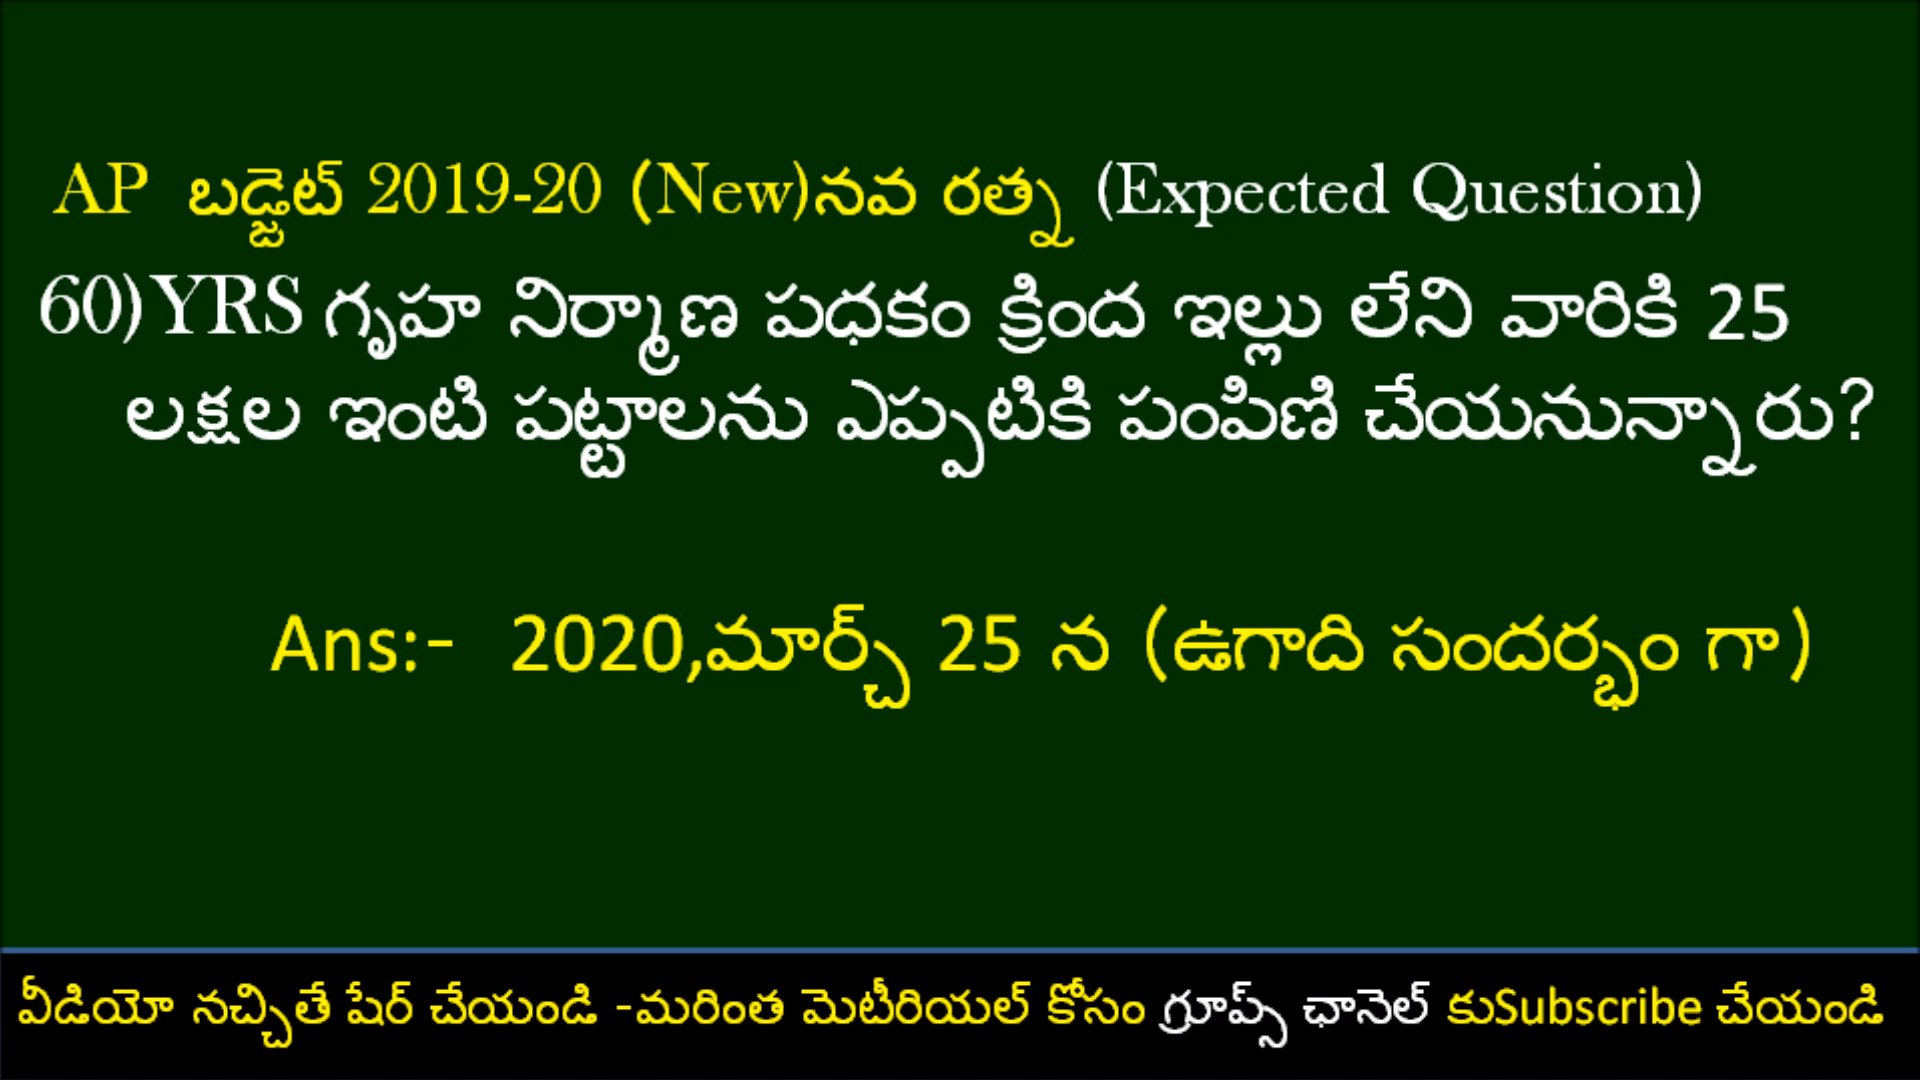 AP బడ్జెట్ 2019-20 (New)నవ రత్న (Expected Question)
60)YRS గృహ నిర్మాణ పధకం క్రింద ఇల్లు లేని వారికి 25
లక్షల ఇంటి పట్టాలను ఎప్పటికి పంపిణి చేయనున్నారు?
Ans:- 2020,మార్చ్ 25 న (ఉగాది సందర్భం గా)
వీడియో నచ్చితే షేర్ చేయండి -మరింత మెటీరియల్ కోసం గ్రూప్స్ ఛానెల్ కుSubscribe చేయండి